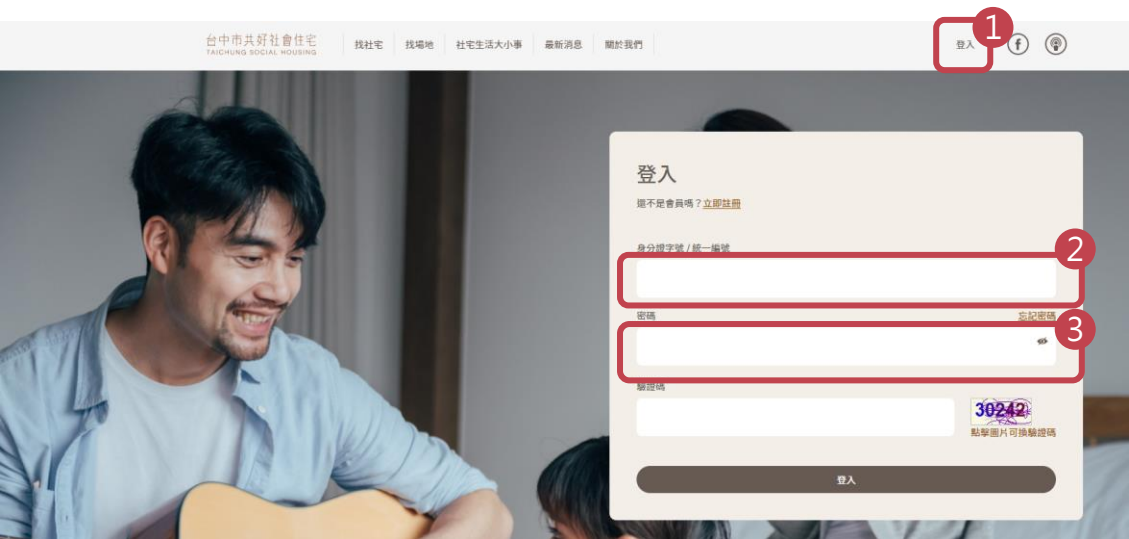 台中市共好社會住宅
TAICHUNG SOCIAL HOUSING
找社宅 找場地 社宅生活大小事 最新消息 關於我們
登入
1
登入
還不是會員嗎？立即註冊
身分證字號 / 統一編號
2
密碼 忘記密碼
3
驗證碼
30242
點擊圖片可換驗證碼
登入